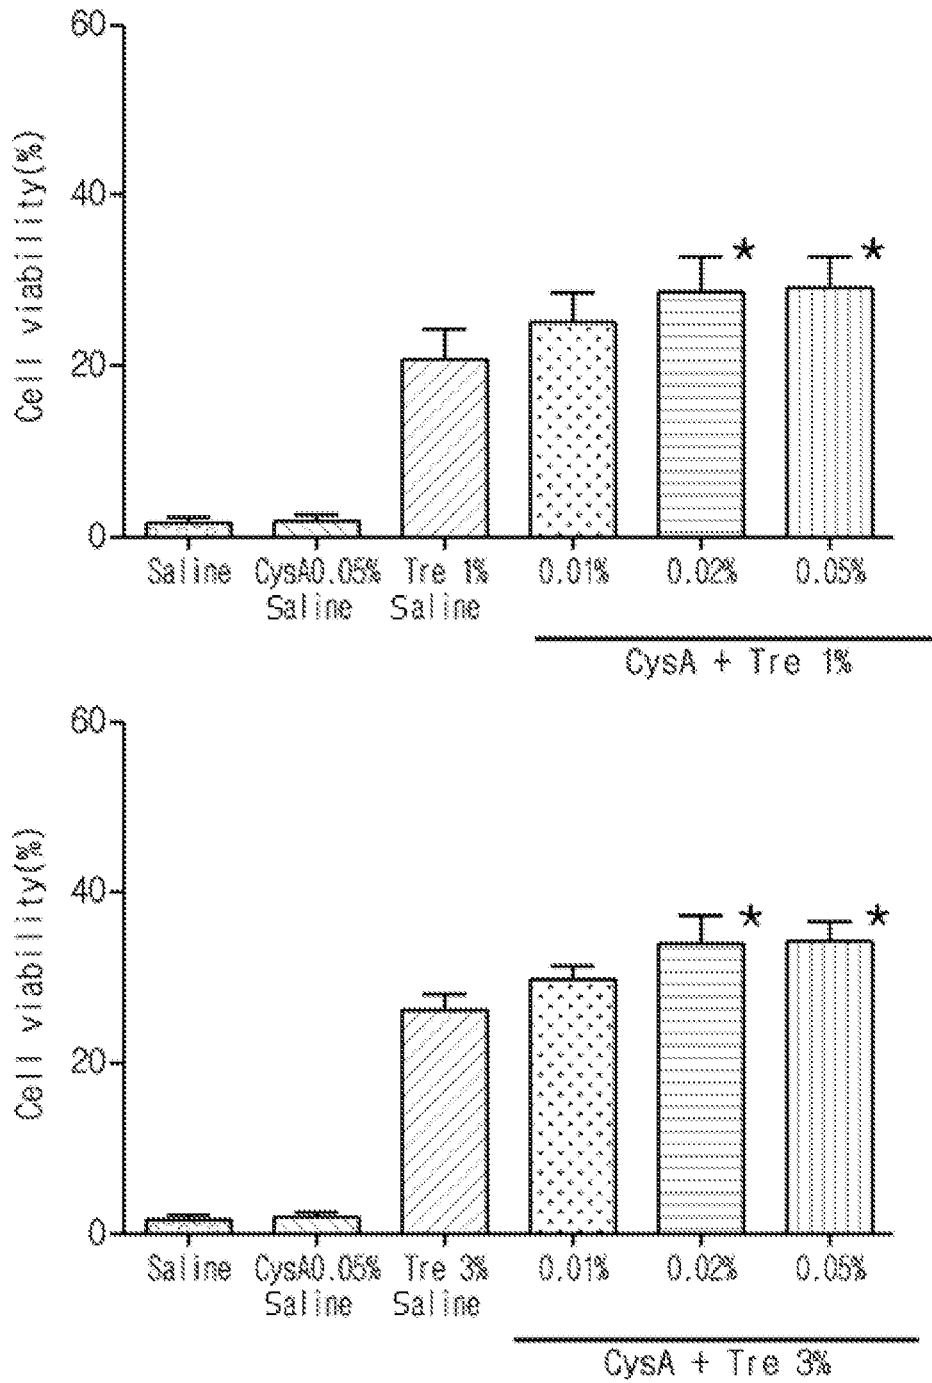 60
40
20
0
Cell viability(%)
★ ★
Saline CysA0.05% Tre 1% 0.01% 0.02% 0.05%
Saline Saline
CysA + Tre 1%
60
40
20
0
Cell viability(%)
★ ★
Saline CysA0.05% Tre 3% 0.01% 0.02% 0.05%
Saline Saline
CysA + Tre 3%